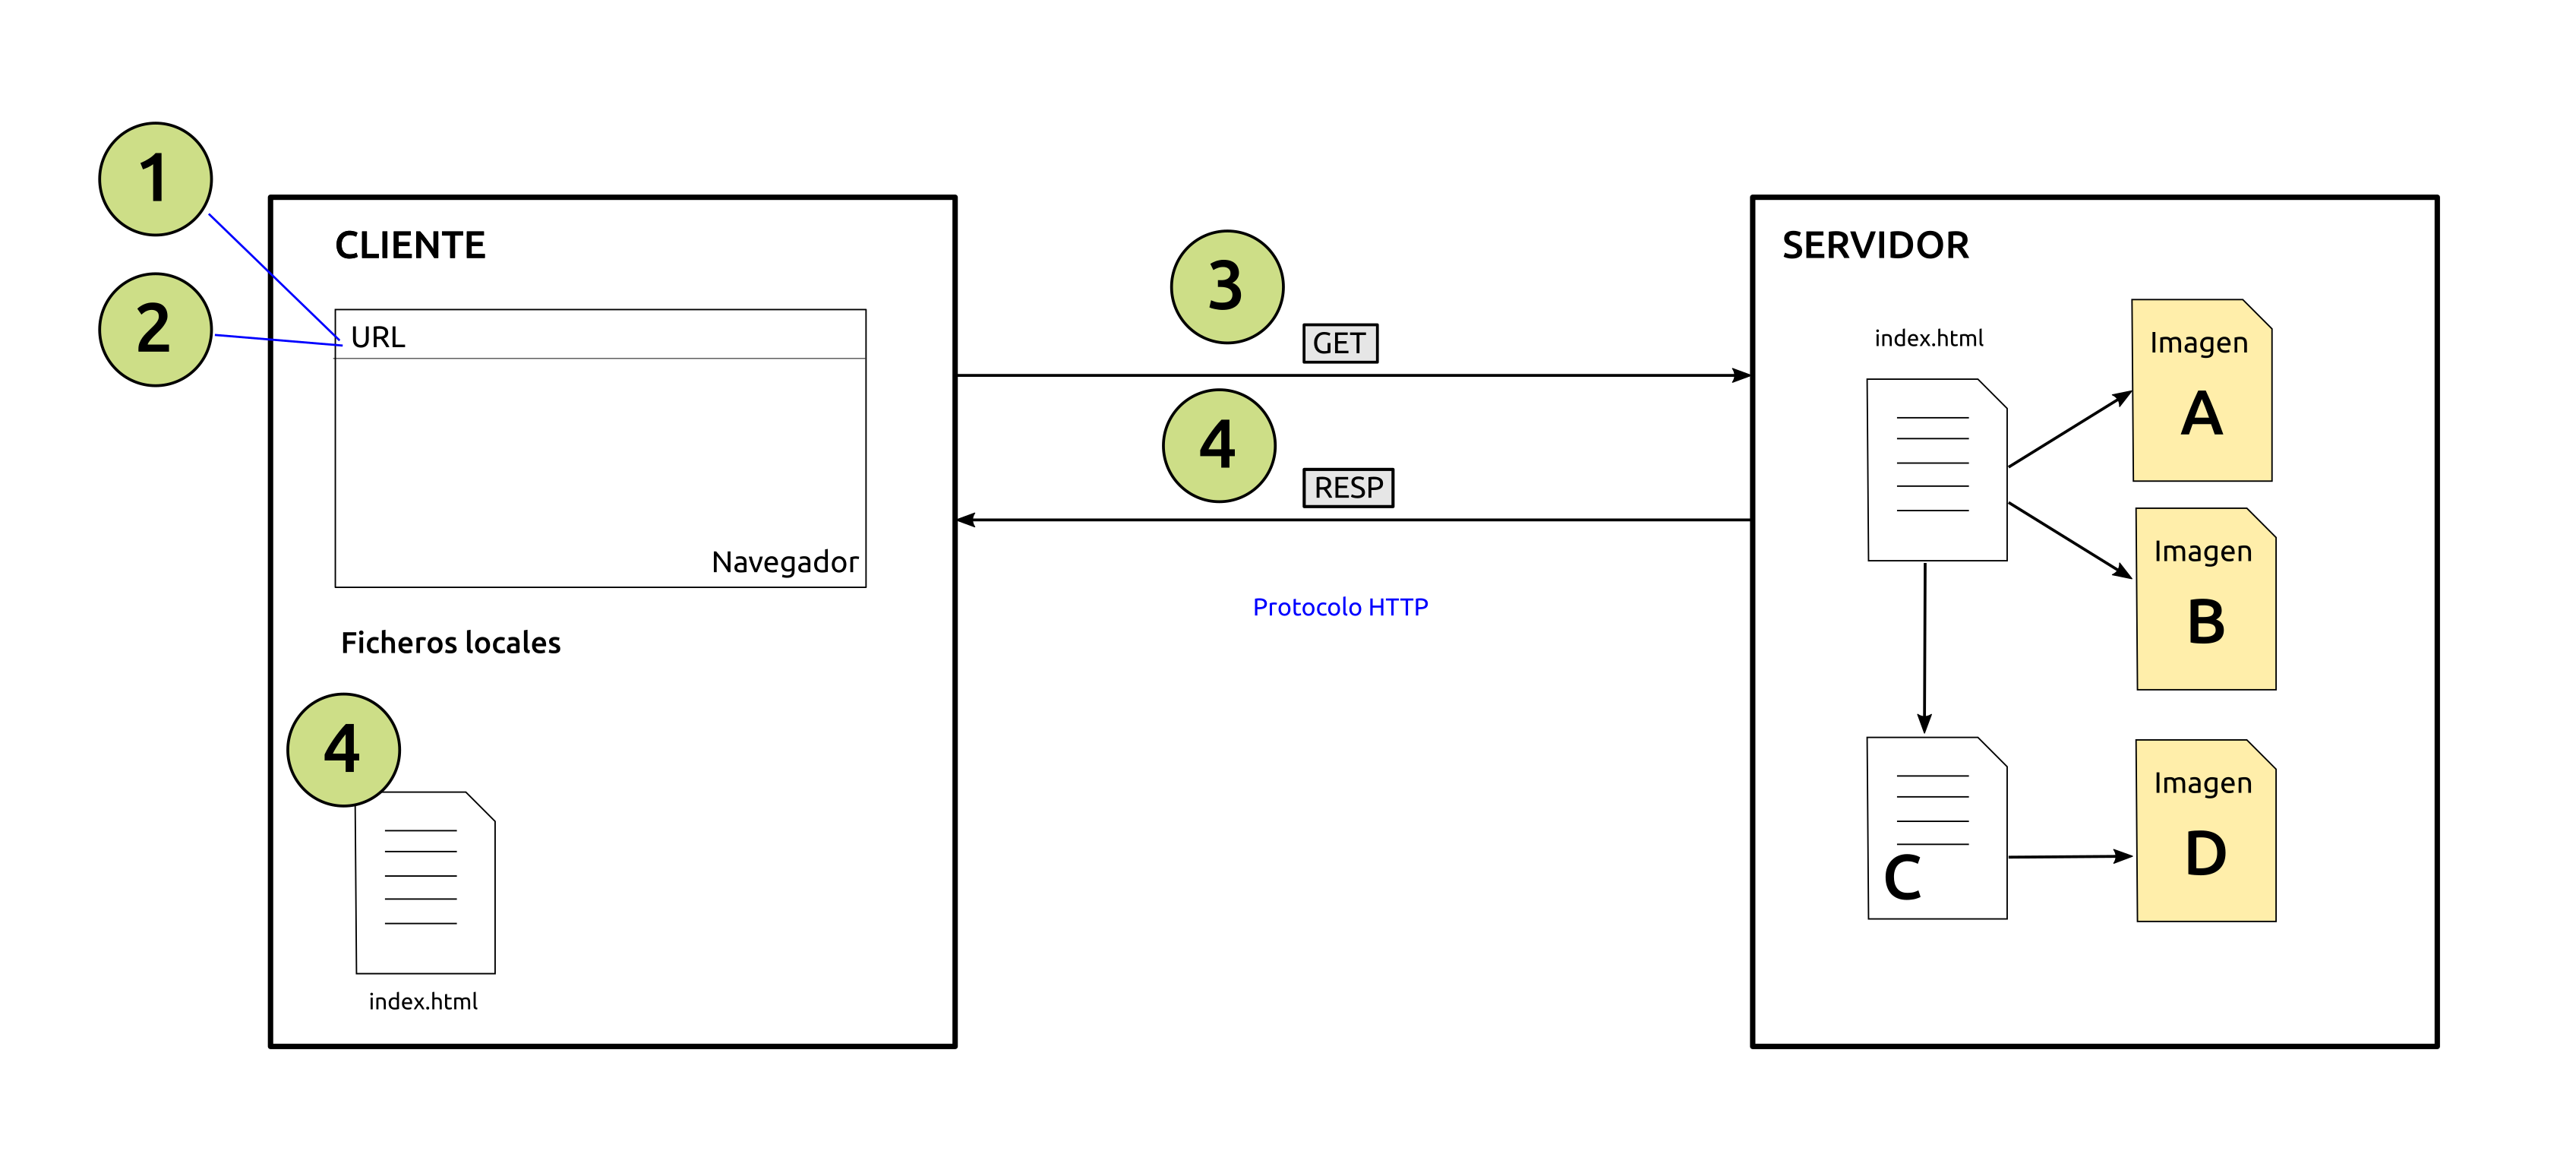 1
2
CLIENTE
URL
Navegador
Ficheros locales
4
index.html
3
GET
4
RESP
Protocolo HTTP
SERVIDOR
index.html
Imagen
A
Imagen
B
C
Imagen
D